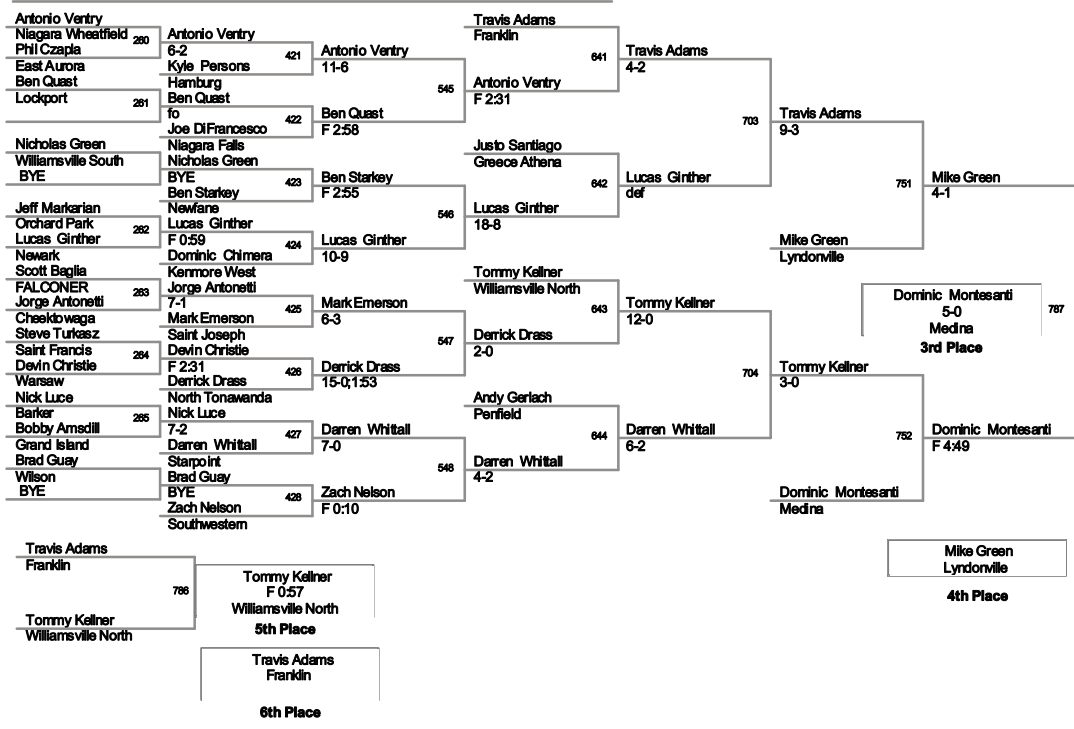 Antonio Ventry
Niagara Wheatfield
260
Phil Czapla
East Aurora
Ben Quast
261
Lockport
Nicholas Green
Williamsville South
BYE
Jeff Markarian
Orchard Park
262
Lucas Ginther
Newark
Scott Baglia
FALCONER
263
Jorge Antonetti
Cheektowaga
Steve Turkasz
Saint Francis
264
Devin Christie
Warsaw
Nick Luce
Barker
265
Bobby Amsdill
Grand Island
Brad Guay
Wilson
BYE
Antonio Ventry
6-2
421
Kyle Persons
Hamburg
Ben Quast
fo
422
Joe DiFrancesco
Niagara Falls
Nicholas Green
BYE
423
Ben Starkey
Newfane
Lucas Ginther
F 0:59
424
Dominic Chimera
Kenmore West
Jorge Antonetti
7-1
425
Mark Emerson
Saint Joseph
Devin Christie
F 2:31
426
Derrick Drass
North Tonawanda
Nick Luce
7-2
427
Darren Whittall
Starpoint
Brad Guay
BYE
428
Zach Nelson
Southwestern
Antonio Ventry
11-6
545
Ben Quast
F 2:58
Ben Starkey
F 2:55
546
Lucas Ginther
10-9
Mark Emerson
6-3
547
Derrick Drass
15-0;1:53
Darren Whittall
7-0
548
Zach Nelson
F 0:10
Travis Adams
Franklin
641
Antonio Ventry
F 2:31
Justo Santiago
Greece Athena
642
Lucas Ginther
18-8
Tommy Kellner
Williamsville North
643
Derrick Drass
2-0
Andy Gerlach
Penfield
644
Darren Whittall
4-2
Travis Adams
4-2
703
Lucas Ginther
def
Tommy Kellner
12-0
704
Darren Whittall
6-2
Travis Adams
9-3
751
Mike Green
Lyndonville
Tommy Kellner
3-0
752
Dominic Montesanti
Medina
Mike Green
4-1
Dominic Montesanti
F 4:49
Dominic Montesanti
5-0
787
Medina
3rd Place
Mike Green
Lyndonville
4th Place
Travis Adams
Franklin
786
Tommy Kellner
Williamsville North
Tommy Kellner
F 0:57
Williamsville North
5th Place
Travis Adams
Franklin
6th Place